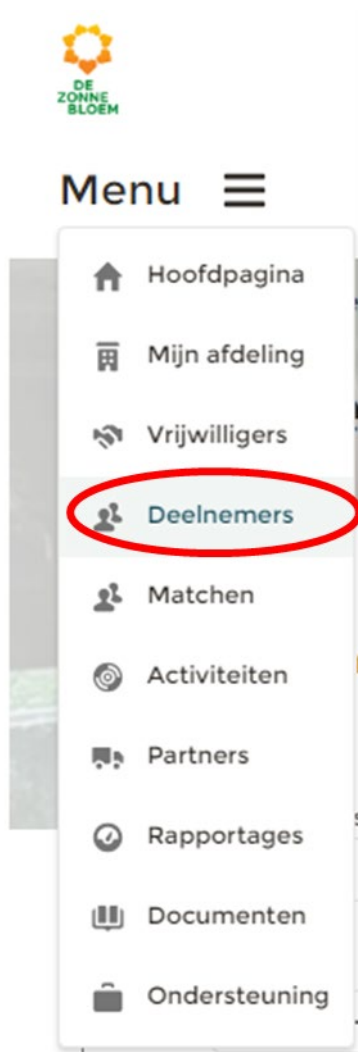 DE
ZONNE
BLOEM
Menu
Hoofdpagina
Mijn afdeling
Vrijwilligers
Deelnemers
Matchen
Activiteiten
Partners
Rapportages
Documenten
Ondersteuning